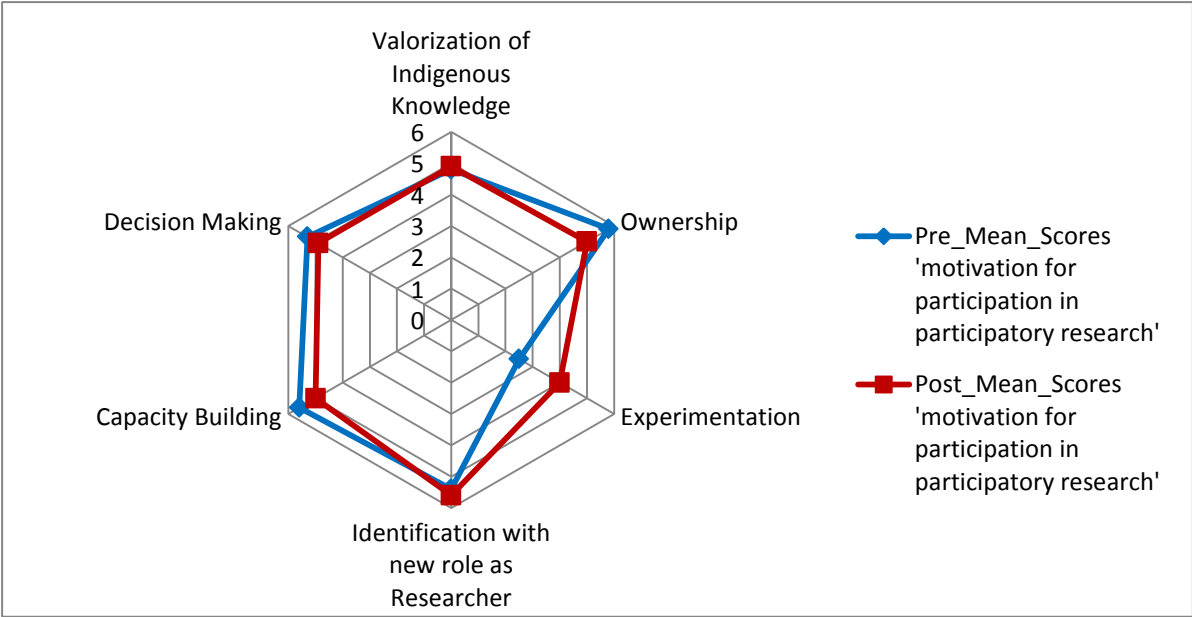 Valorization of
Indigenous
Knowledge
6
5
4
3
2
1
0
Decision Making
Ownership
Capacity Building
Experimentation
Identification with
new role as
Researcher
Pre_Mean_Scores
'motivation for
participation in
participatory research'
Post_Mean_Scores
'motivation for
participation in
participatory research'